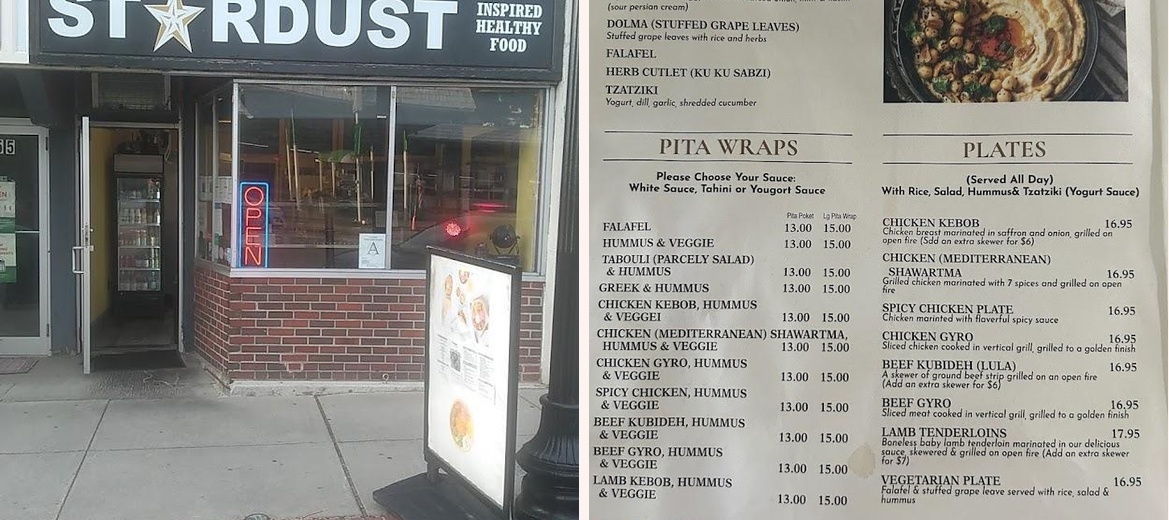 ST RDUST
INSPIRED
HEALTHY
FOOD
55
OPEN
A
(sour persian cream)
DOLMA (STUFFED GRAPE LEAVES)
Stuffed grape leaves with rice and herbs
FALAFEL
HERB CUTLET (KU KU SABZI)
TZATZIKI
Yogurt, dill, garlic, shredded cucumber
PITA WRAPS
Please Choose Your Sauce:
White Sauce, Tahini or Yougort Sauce
Pita Poket Lg Pita Wrap
FALAFEL 13.00 15.00
HUMMUS & VEGGIE 13.00 15.00
TABOULI (PARCELY SALAD)
& HUMMUS 13.00 15.00
GREEK & HUMMUS 13.00 15.00
CHICKEN KEBOB, HUMMUS
& VEGGEI 13.00 15.00
CHICKEN (MEDITERRANEAN) SHAWARTMA,
HUMMUS & VEGGIE 13.00 15.00
CHICKEN GYRO, HUMMUS
& VEGGIE 13.00 15.00
SPICY CHICKEN, HUMMUS
& VEGGIE 13.00 15.00
BEEF KUBIDEH, HUMMUS
& VEGGIE 13.00 15.00
BEEF GYRO, HUMMUS
& VEGGIE 13.00 15.00
LAMB KEBOB, HUMMUS
& VEGGIE 13.00 15.00
PLATES
(Served All Day)
With Rice, Salad, Hummus& Tzatziki (Yogurt Sauce)
CHICKEN KEBOB 16.95
Chicken breast marinated in saffron and onion, grilled on
open fire (Sdd an extra skewer for $6)
CHICKEN (MEDITERRANEAN)
SHAWARTMA 16.95
Grilled chicken marinated with 7 spices and grilled on open
fire
SPICY CHICKEN PLATE 16.95
Chicken marinted with flaverful spicy sauce
CHICKEN GYRO 16.95
Sliced chicken cooked in vertical grill, grilled to a golden finish
BEEF KUBIDEH (LULA) 16.95
A skewer of ground beef strip grilled on an open fire
(Add an extra skewer for $6)
BEEF GYRO 16.95
Sliced meat cooked in vertical grill, grilled to a golden finish
LAMB TENDERLOINS 17.95
Boneless baby lamb tenderloin marinated in our delicious
sauce, skewered & grilled on open fire (Add an extra skewer
for $7)
VEGETARIAN PLATE 16.95
Falafel & stuffed grape leave served with rice, salad &
hummus